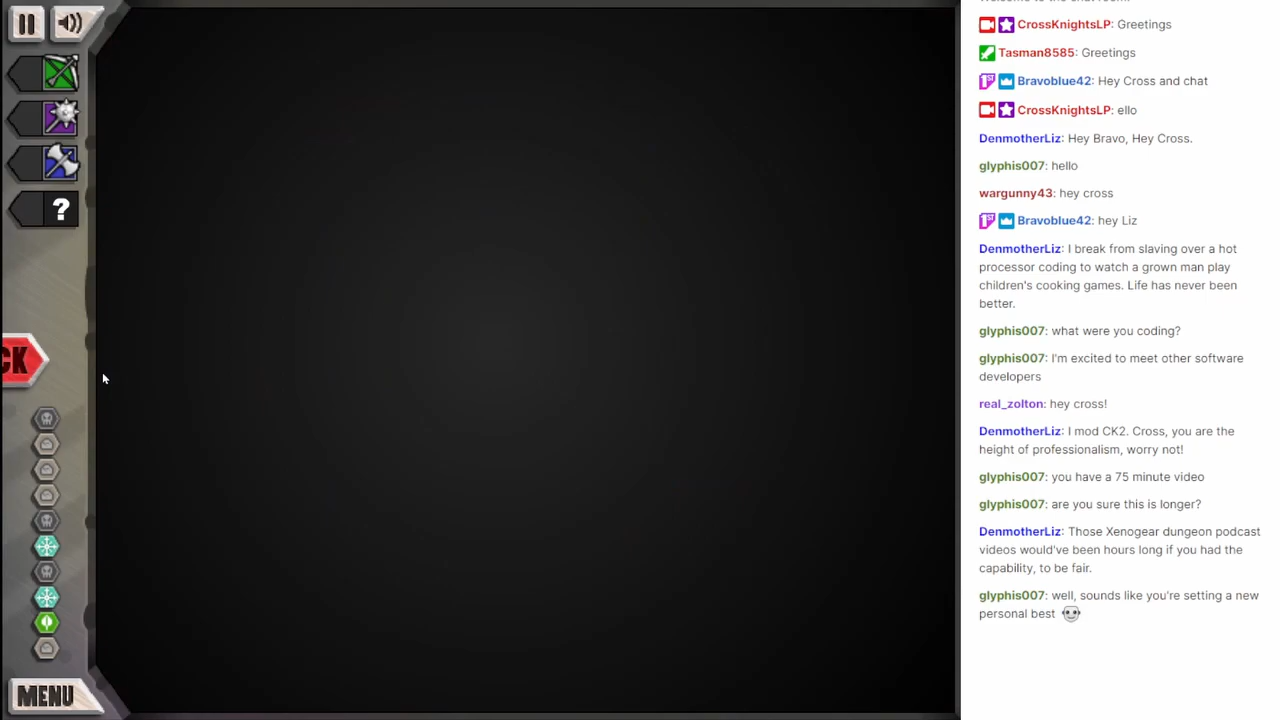 CrossKnightsLP: Greetings
Tasman8585: Greetings
Bravoblue42: Hey Cross and chat
CrossKnightsLP: ello
DenmotherLiz: Hey Bravo, Hey Cross.
glyphis007: hello
wargunny43: hey cross
Bravoblue42: hey Liz
DenmotherLiz: I break from slaving over a hot
processor coding to watch a grown man play
children's cooking games. Life has never been
better.
glyphis007: what were you coding?
glyphis007: I'm excited to meet other software
developers
real_zolton: hey cross!
DenmotherLiz: I mod CK2. Cross, you are the
height of professionalism, worry not!
glyphis007: you have a 75 minute video
glyphis007: are you sure this is longer?
DenmotherLiz: Those Xenogear dungeon podcast
videos would've been hours long if you had the
capability, to be fair.
glyphis007: well, sounds like you're setting a new
personal best
?
CK
MENU